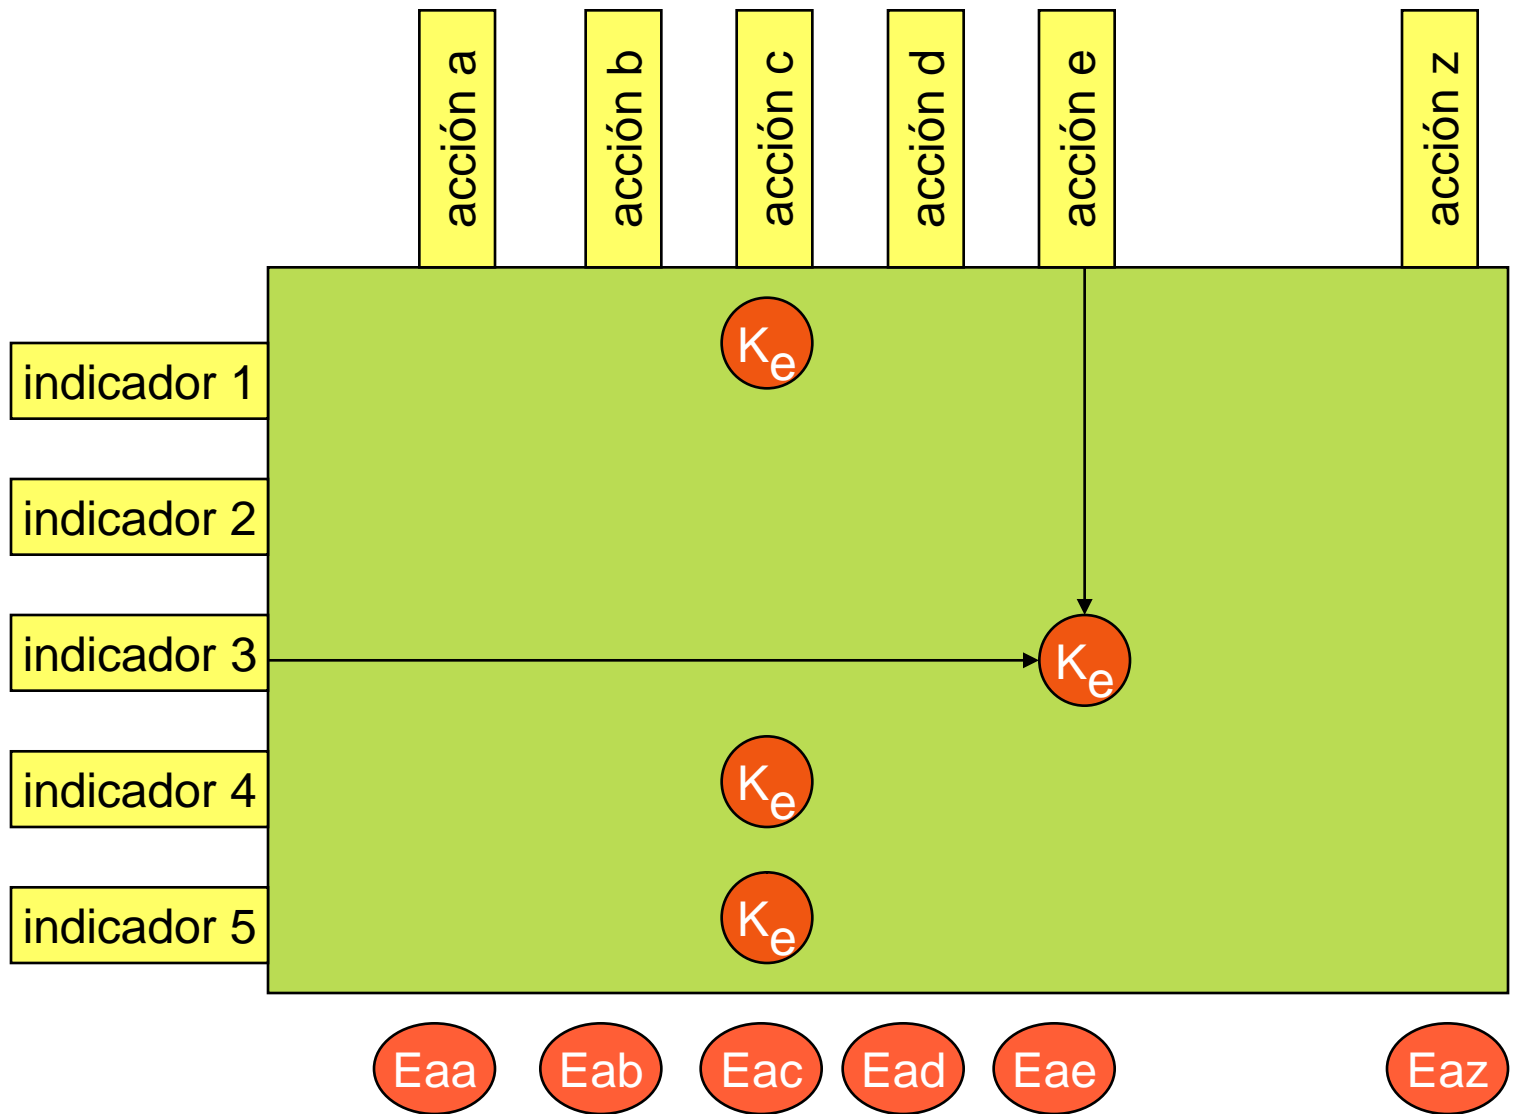 acción a
acción b
acción c
acción d
acción e
acción z
Ke
indicador 1
indicador 2
indicador 3
Ke
indicador 4
Ke
indicador 5
Ke
Eaa
Eab
Eac
Ead
Eae
Eaz